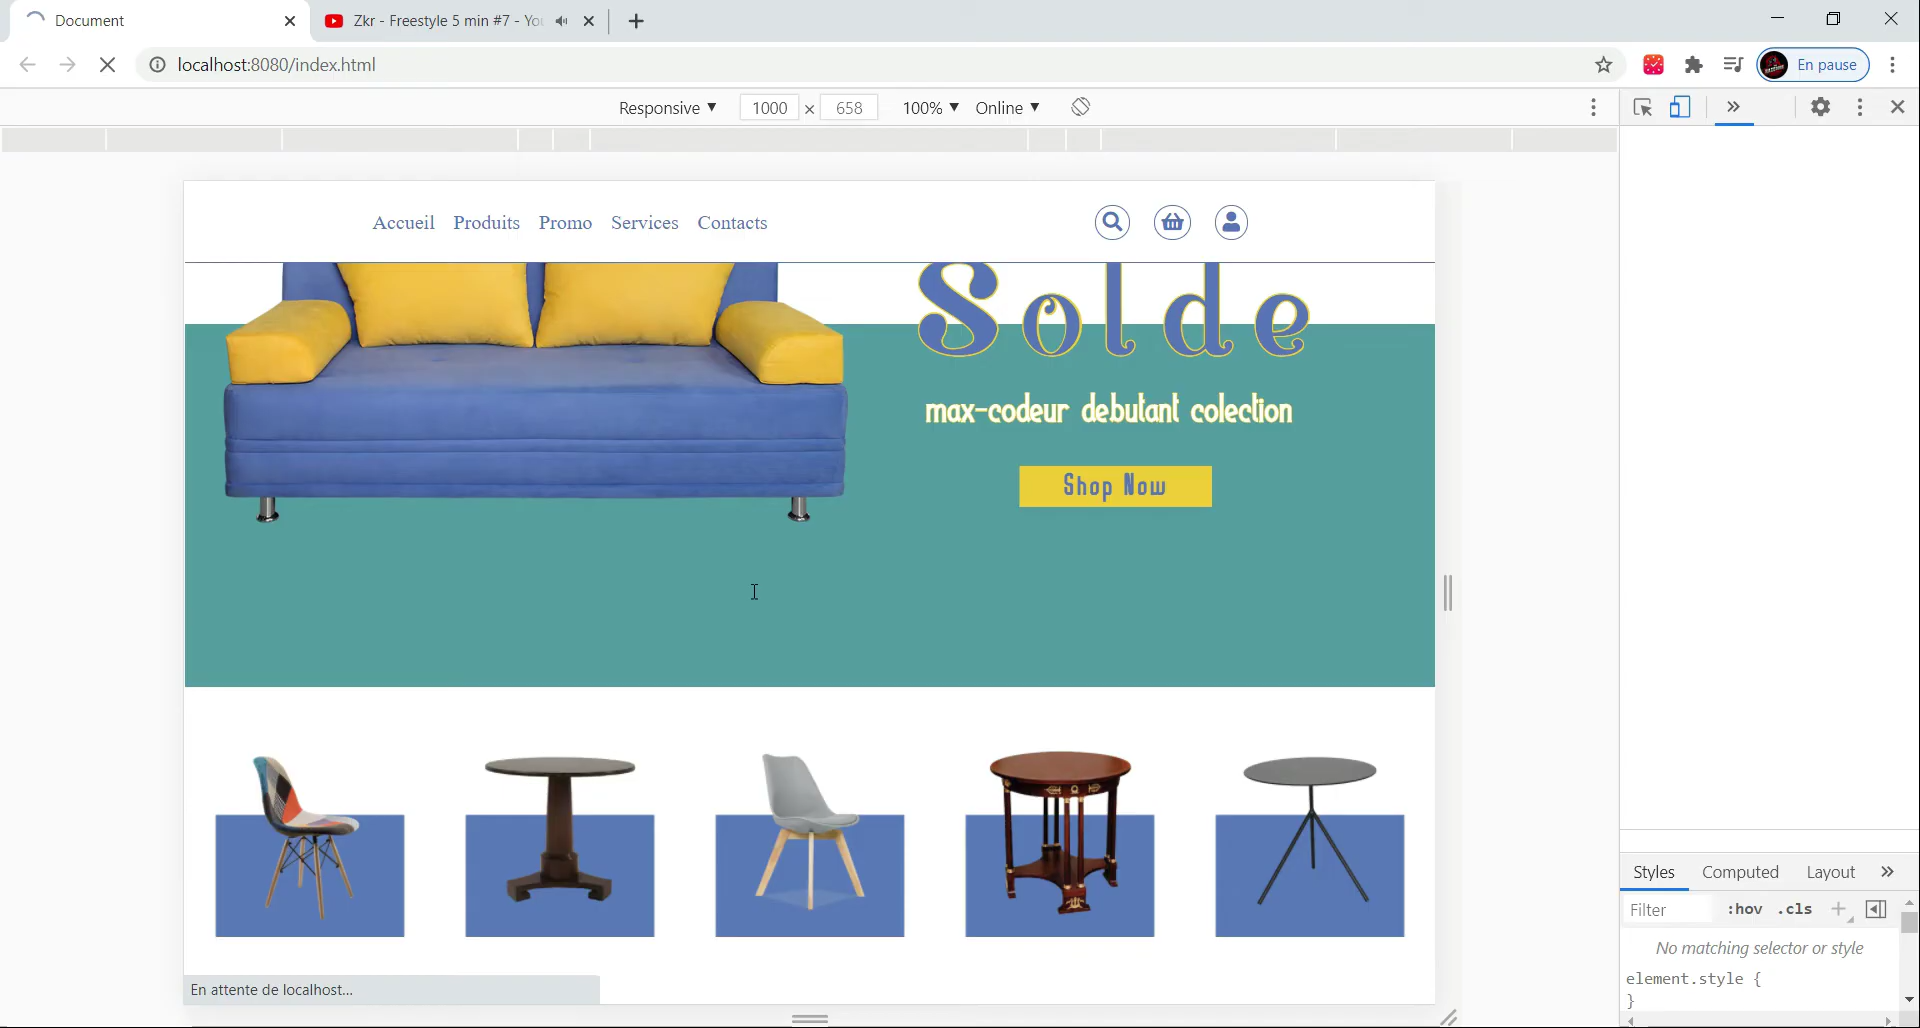 Document
Zkr - Freestyle 5 min #7 - You
localhost:8080/index.html
En pause
Responsive ▼ 1000 × 658 100% ▼ Online ▼
Accueil Produits Promo Services Contacts
Solde
max-codeur debutant colection
Shop Now
En attente de localhost...
Styles Computed Layout »
Filter :hov .cls +
No matching selector or style
element.style {
}